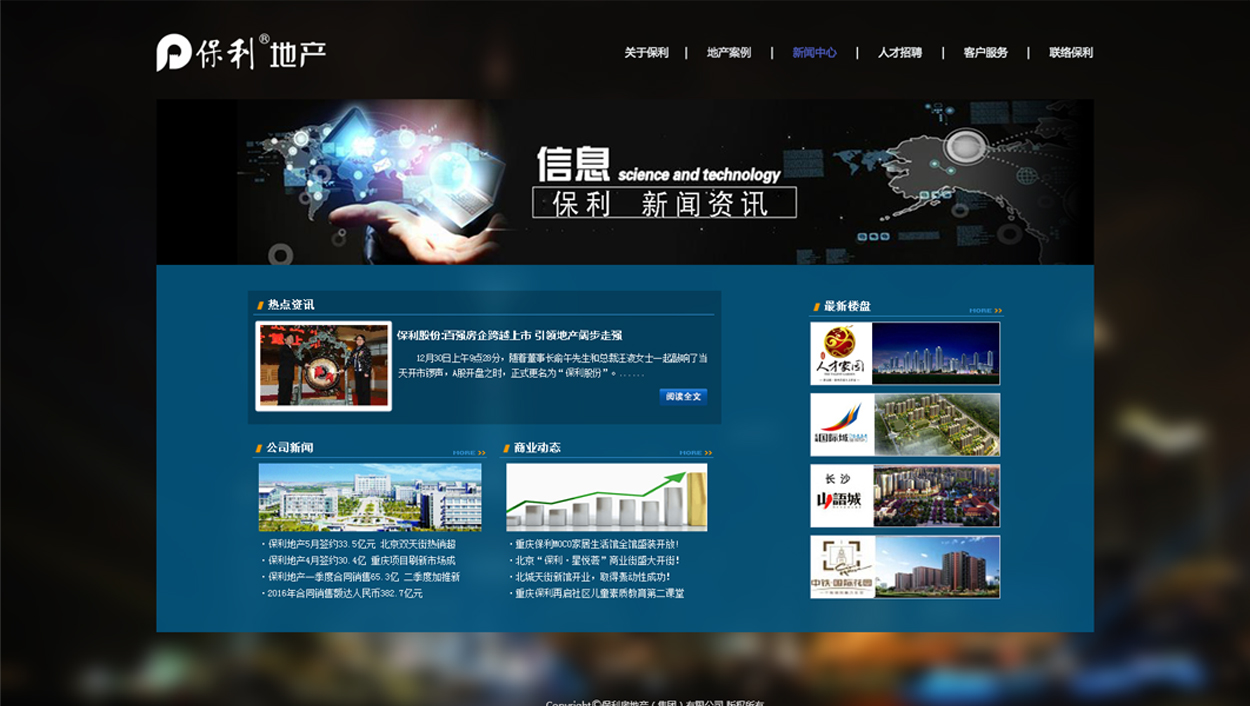 保利®地产
关于保利 | 地产案例 | 新闻中心 | 人才招聘 | 客户服务 | 联络保利
信息 science and technology
保利 新闻资讯
热点资讯
保利股份:百强房企跨越上市 引领地产阔步走强
12月30日上午9点28分，随着董事长俞午先生和总裁汪波女士一起敲响了当
天开市锣声，A股开盘之时，正式更名为“保利股份”。......
阅读全文
公司新闻
MORE
·保利地产5月签约33.5亿元 北京双天街热销超
·保利地产4月签约30.4亿 重庆项目刷新市场成
·保利地产一季度合同销售65.3亿 二季度加推新
·2016年合同销售额达人民币382.7亿元
商业动态
MORE
·重庆保利MOCO家居生活馆全馆盛装开放!
·北京“保利·星悦荟”商业街盛大开街!
·北城天街新馆开业，取得轰动性成功!
·重庆保利再启社区儿童素质教育第二课堂
最新楼盘
MORE
人才家园
国际城
长沙
山語城
中铁·国际花园
Copyright©保利房地产(集团)有限公司 版权所有